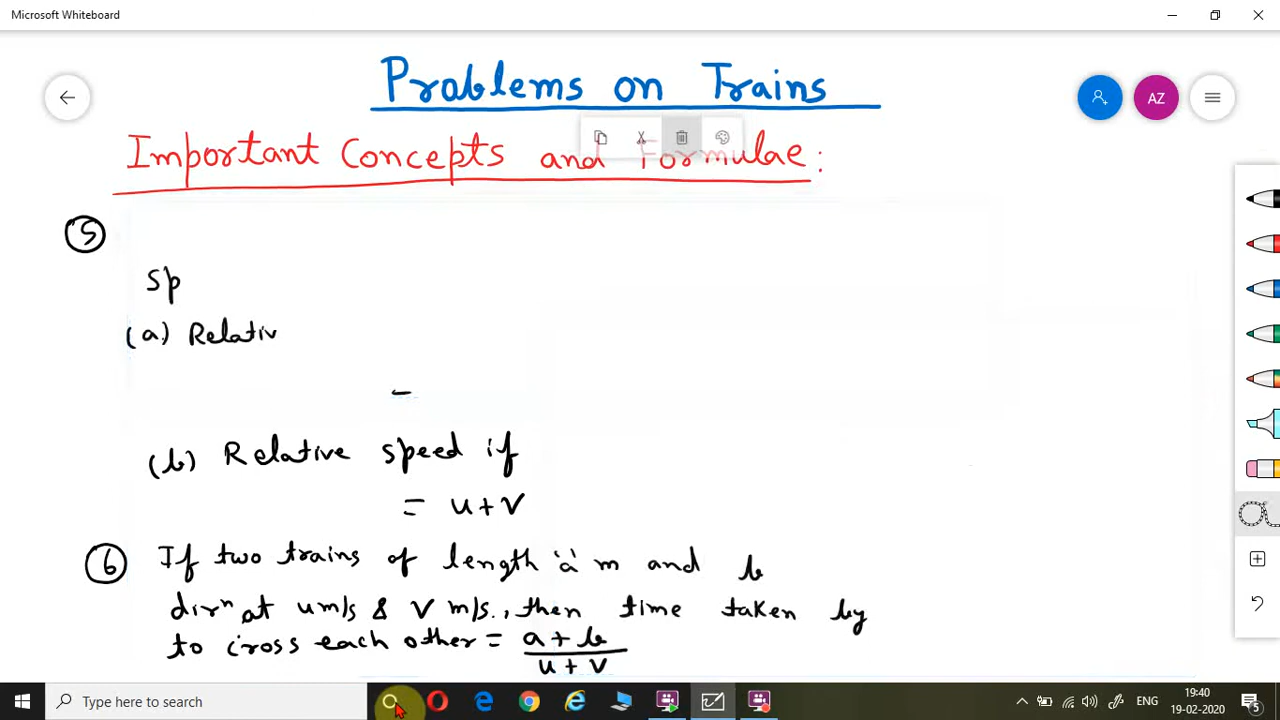 Microsoft Whiteboard
Problems on Trains
AZ
Important Concepts and Formulae :
5
Sp
(a) Relativ
=
(b) Relative speed if
= u+v
6 If two trains of length 'a' m and b
dirⁿ at u m/s & v m/s., then time taken by
to cross each other = a+b
u+v
Type here to search
ENG
19:40
19-02-2020
5